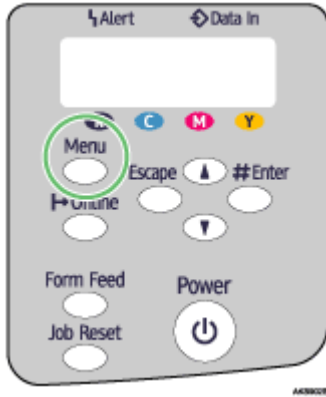 Alert Data In
C M Y
Menu
Escape #Enter
Online
Form Feed Power
Job Reset